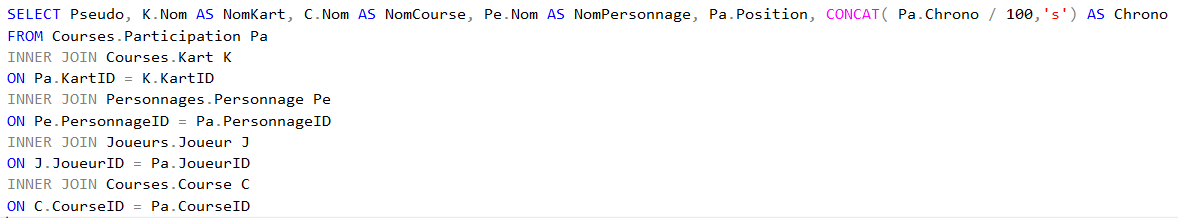 SELECT Pseudo, K.Nom AS NomKart, C.Nom AS NomCourse, Pe.Nom AS NomPersonnage, Pa.Position, CONCAT( Pa.Chrono / 100,'s') AS Chrono
FROM Courses.Participation Pa
INNER JOIN Courses.Kart K
ON Pa.KartID = K.KartID
INNER JOIN Personnages.Personnage Pe
ON Pe.PersonnageID = Pa.PersonnageID
INNER JOIN Joueurs.Joueur J
ON J.JoueurID = Pa.JoueurID
INNER JOIN Courses.Course C
ON C.CourseID = Pa.CourseID